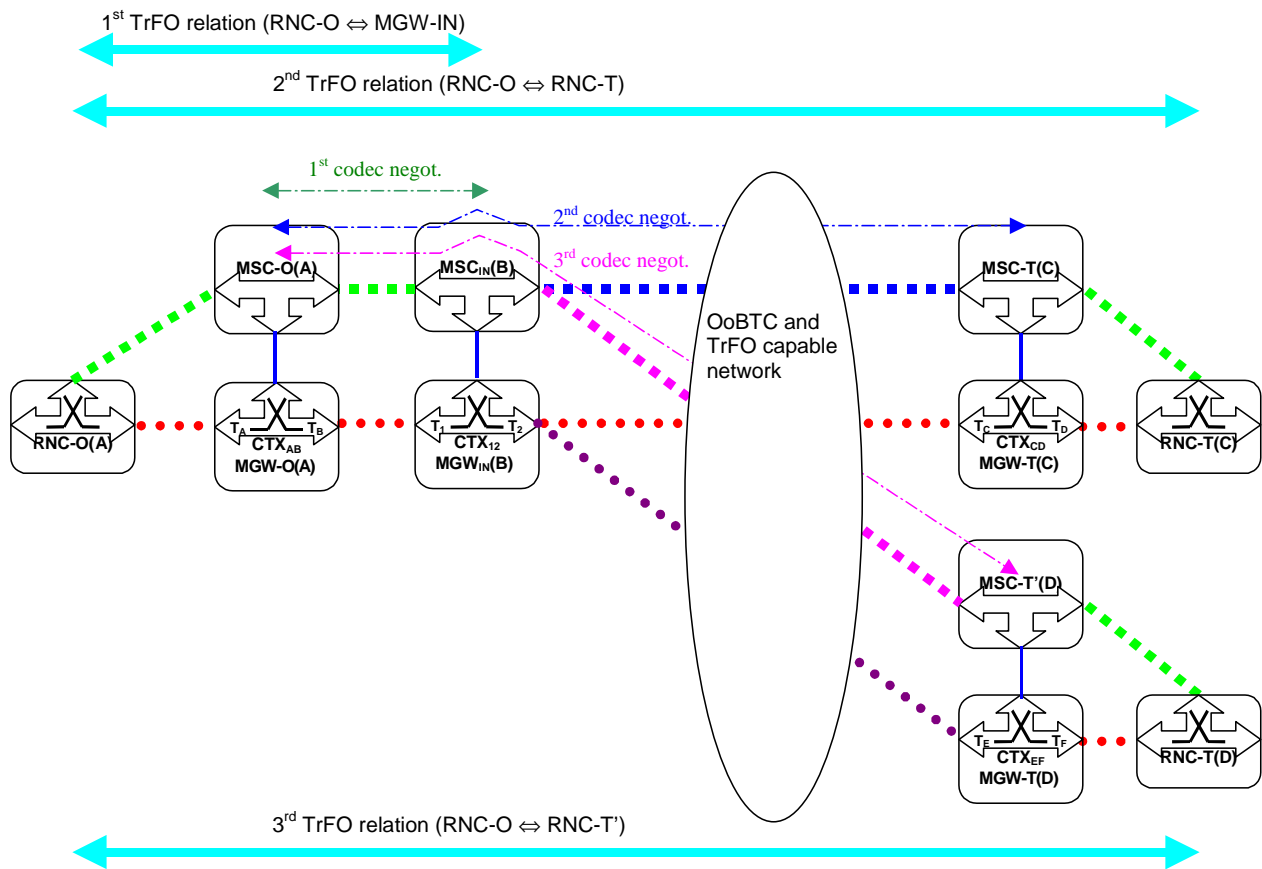 1st TrFO relation (RNC-O ⇔ MGW-IN)
2nd TrFO relation (RNC-O ⇔ RNC-T)
1st codec negot.
2nd codec negot.
3rd codec negot.
MSC-O(A)
MSCIN(B)
MSC-T(C)
OoBTC and
TrFO capable
network
RNC-O(A)
TA TB
CTXAB
MGW-O(A)
T1 T2
CTX12
MGWIN(B)
TC TD
CTXCD
MGW-T(C)
RNC-T(C)
MSC-T’(D)
TE TF
CTXEF
MGW-T(D)
RNC-T(D)
3rd TrFO relation (RNC-O ⇔ RNC-T’)